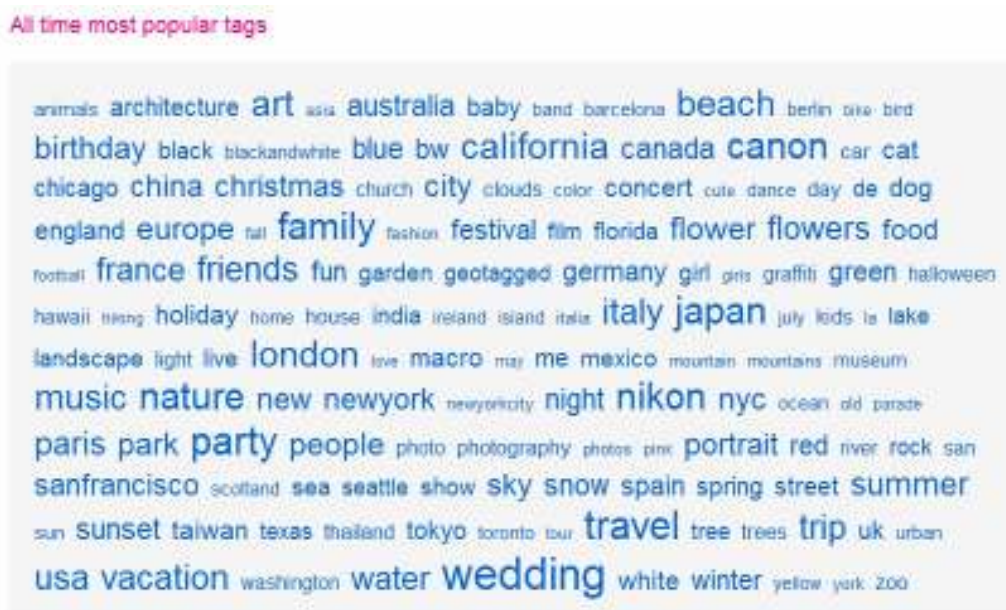 All time most popular tags
animals architecture art asia australia baby band barcelona beach berlin bike bird
birthday black blackandwhite blue bw california canada canon car cat
chicago china christmas church city clouds color concert cute dance day de dog
england europe fall family fashion festival film florida flower flowers food
football france friends fun garden geotagged germany girl girls graffiti green halloween
hawaii hiking holiday home house india ireland island italia italy japan july kids la lake
landscape light live london love macro may me mexico mountain mountains museum
music nature new newyork newyorkcity night nikon nyc ocean old parade
paris park party people photo photography photos pink portrait red river rock san
sanfrancisco scotland sea seattle show sky snow spain spring street summer
sun sunset taiwan texas thailand tokyo toronto tour travel tree trees trip uk urban
usa vacation washington water wedding white winter yellow york zoo